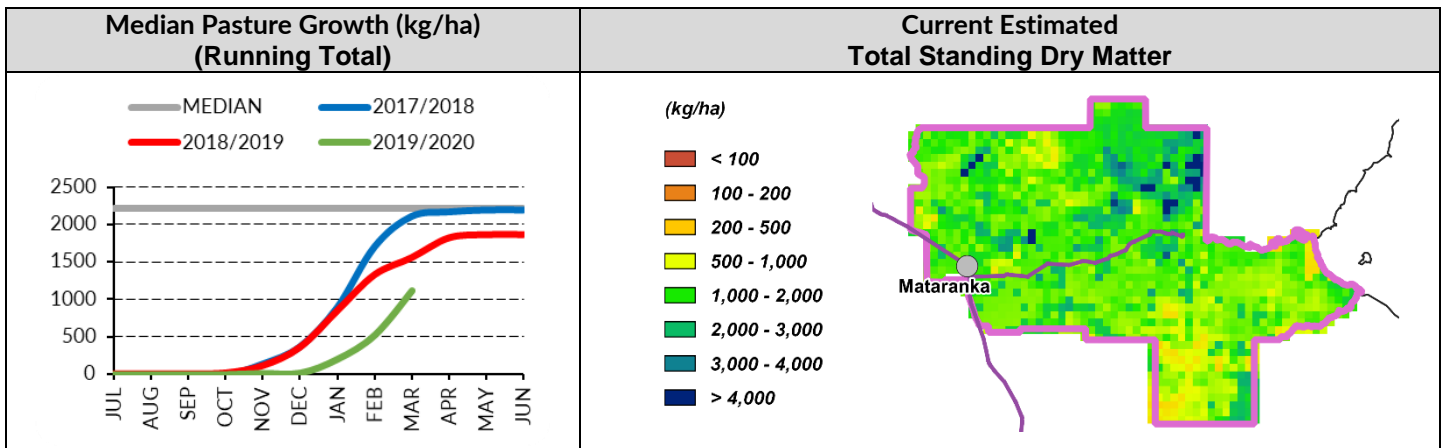 Median Pasture Growth (kg/ha)
(Running Total)
Current Estimated
Total Standing Dry Matter
MEDIAN
2017/2018
2018/2019
2019/2020
2500
2000
1500
1000
500
0
JUL
AUG
SEP
OCT
NOV
DEC
JAN
FEB
MAR
APR
MAY
JUN
(kg/ha)
< 100
100 - 200
200 - 500
500 - 1,000
1,000 - 2,000
2,000 - 3,000
3,000 - 4,000
> 4,000
Mataranka